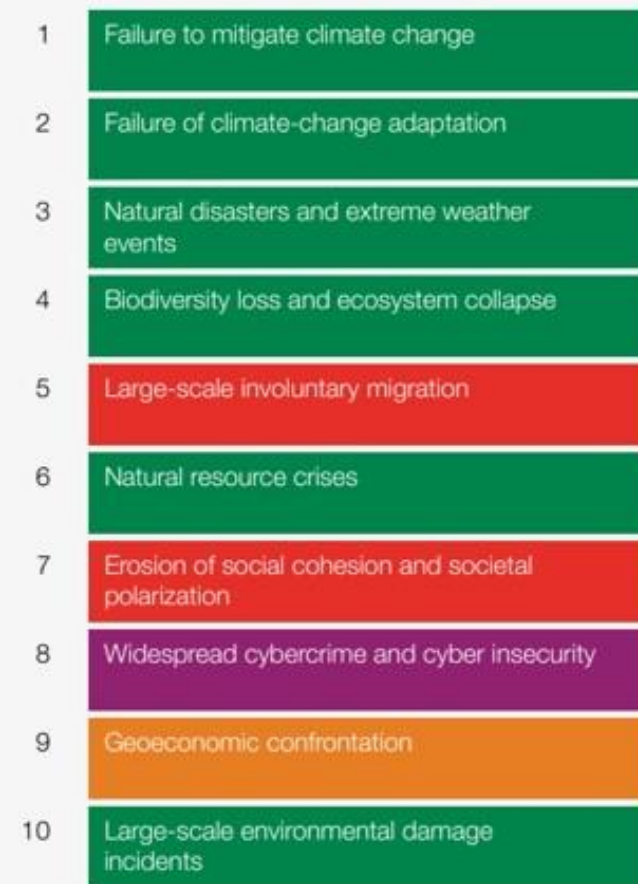 1 Failure to mitigate climate change
2 Failure of climate-change adaptation
3 Natural disasters and extreme weather
events
4 Biodiversity loss and ecosystem collapse
5 Large-scale involuntary migration
6 Natural resource crises
7 Erosion of social cohesion and societal
polarization
8 Widespread cybercrime and cyber insecurity
9 Geoeconomic confrontation
10 Large-scale environmental damage
incidents